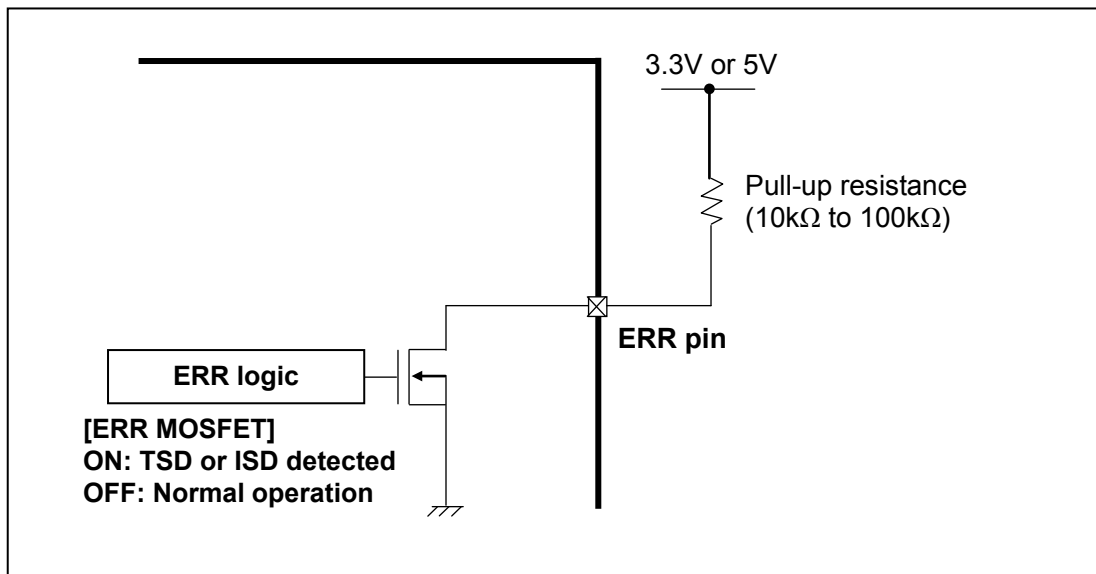 3.3V or 5V
Pull-up resistance
(10kΩ to 100kΩ)
ERR pin
ERR logic
[ERR MOSFET]
ON: TSD or ISD detected
OFF: Normal operation